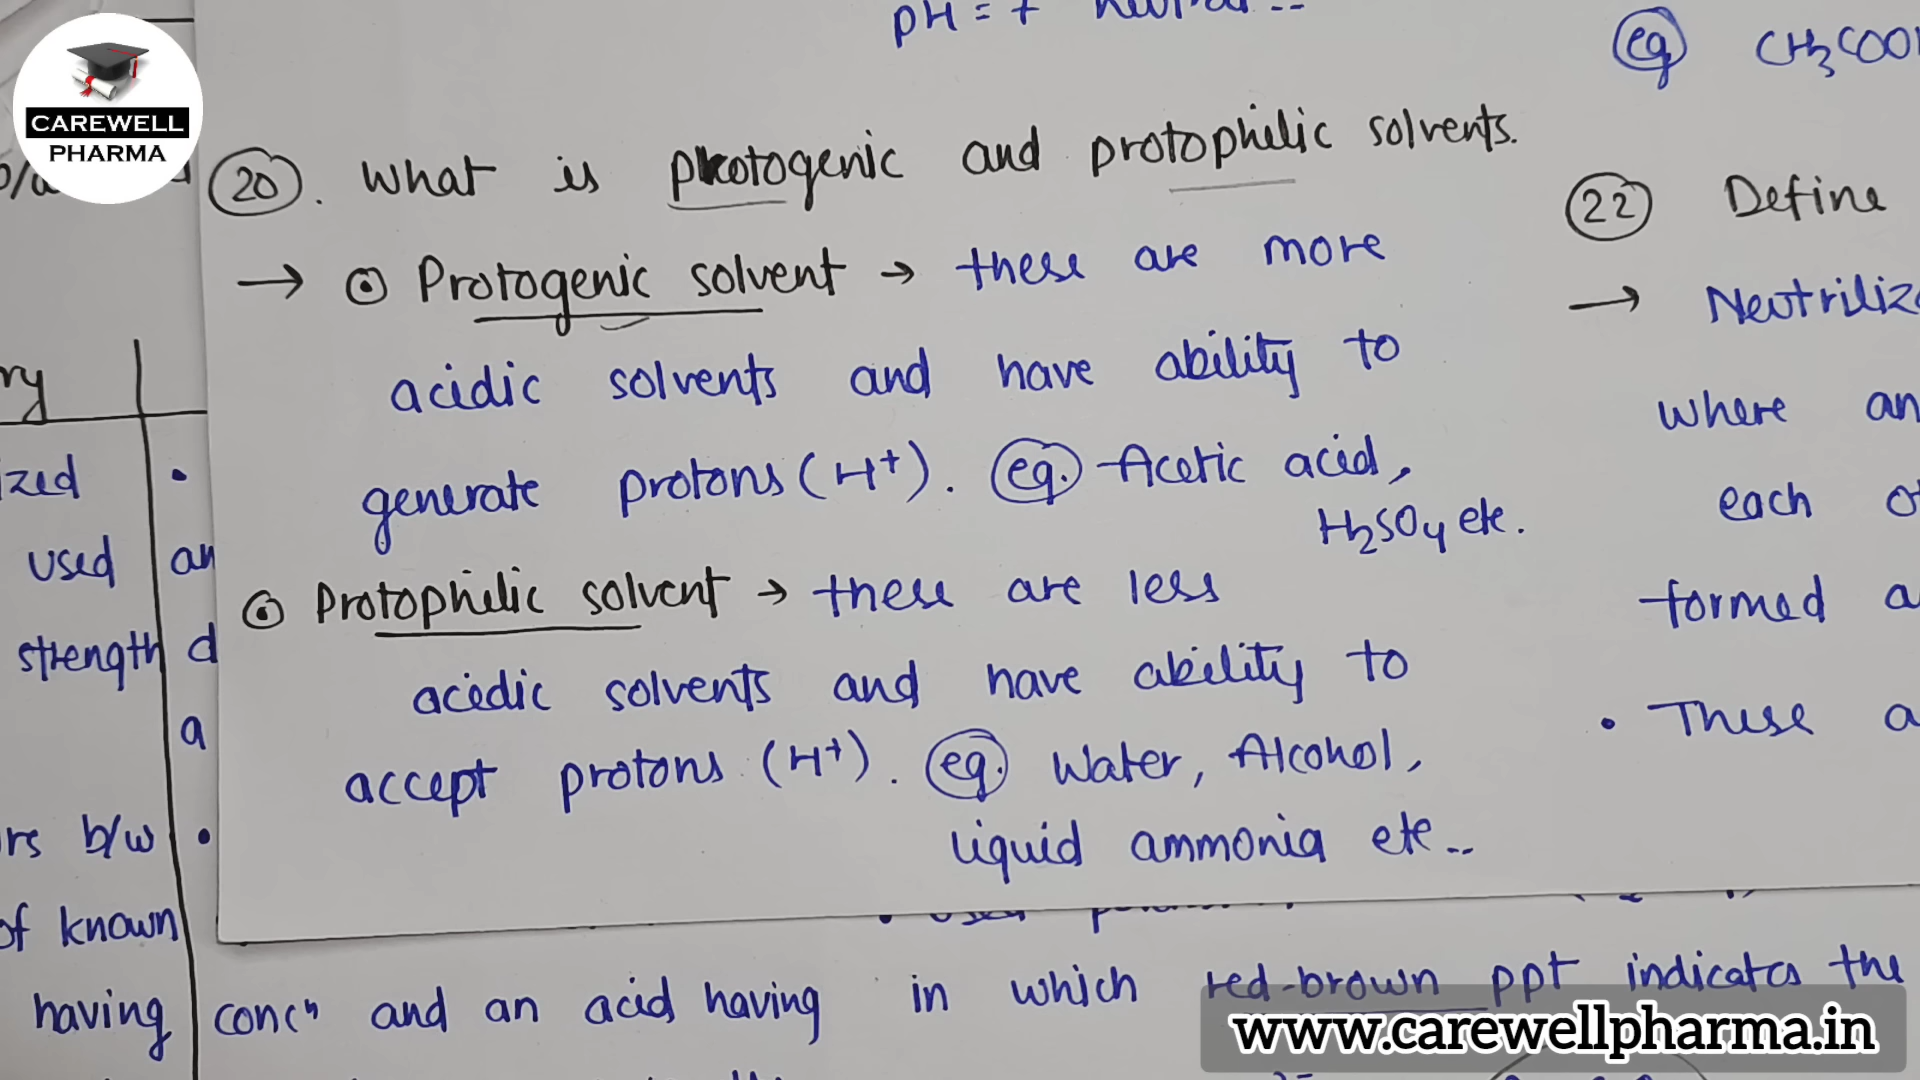 pH = 7
CAREWELL
PHARMA
eg
20. What is protogenic and protophilic solvents.
→ Protogenic solvent → these are more
acidic solvents and have ability to
generate protons (H+). eg. Acetic acid,
H2SO4 etc.
Protophilic solvent → these are less
acidic solvents and have ability to
accept protons (H+). eg. Water, Alcohol,
liquid ammonia etc..
22 Define
→
where
each
formed a
• These a
ry
ized •
used an
strength d
a
rs b/w •
of known
having concn and an acid having in which red-brown ppt indicates the
www.carewellpharma.in